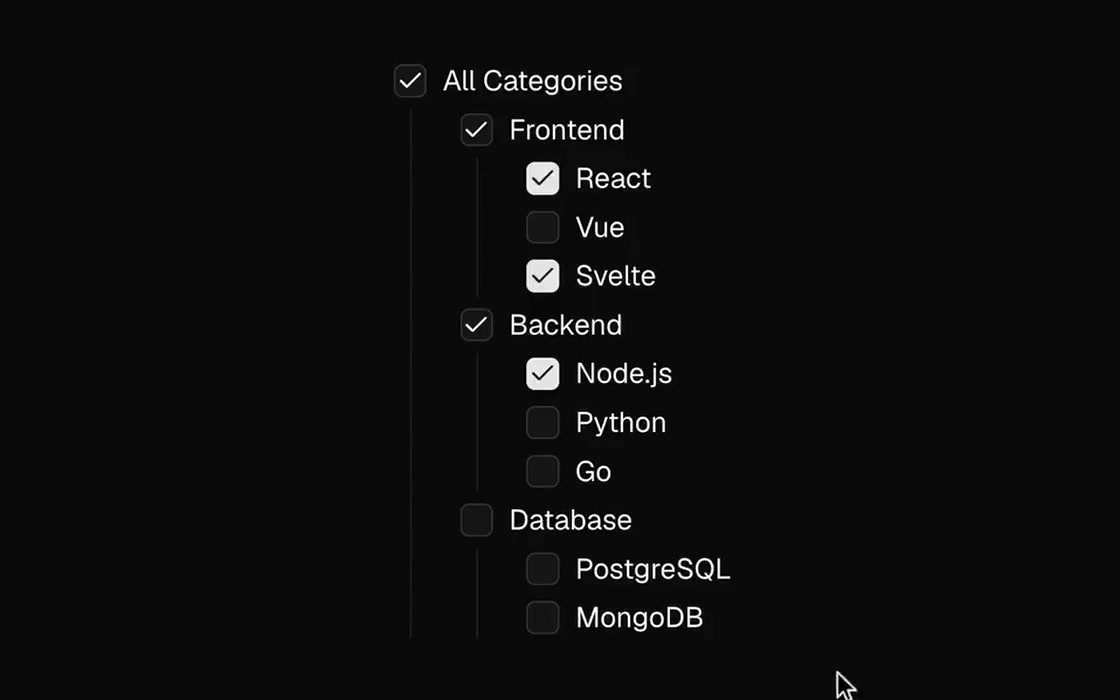 All Categories
Frontend
React
Vue
Svelte
Backend
Node.js
Python
Go
Database
PostgreSQL
MongoDB